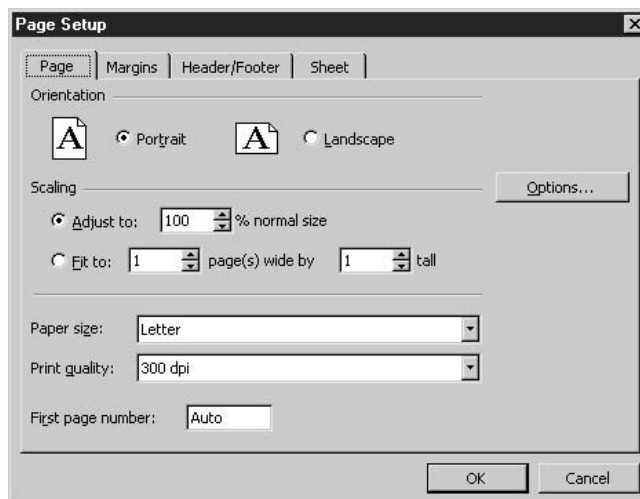 Page Setup
Page Margins Header/Footer Sheet
Orientation
A Portrait A Landscape
Scaling
Options...
Adjust to: 100 % normal size
Fit to: 1 page(s) wide by 1 tall
Paper size: Letter
Print quality: 300 dpi
First page number: Auto
OK Cancel